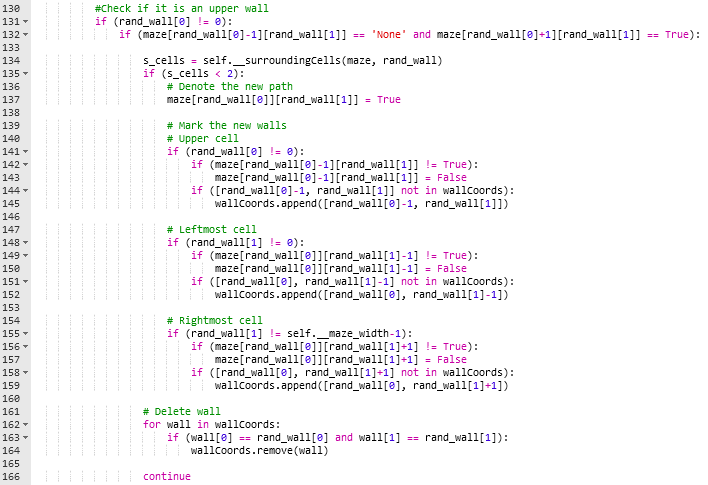 130 #Check if it is an upper wall
131 if (rand_wall[0] != 0):
132 if (maze[rand_wall[0]-1][rand_wall[1]] == 'None' and maze[rand_wall[0]+1][rand_wall[1]] == True):
133
134 s_cells = self.__surroundingCells(maze, rand_wall)
135 if (s_cells < 2):
136 # Denote the new path
137 maze[rand_wall[0]][rand_wall[1]] = True
138
139 # Mark the new walls
140 # Upper cell
141 if (rand_wall[0] != 0):
142 if (maze[rand_wall[0]-1][rand_wall[1]] != True):
143 maze[rand_wall[0]-1][rand_wall[1]] = False
144 if ([rand_wall[0]-1, rand_wall[1]] not in wallCoords):
145 wallCoords.append([rand_wall[0]-1, rand_wall[1]])
146
147 # Leftmost cell
148 if (rand_wall[1] != 0):
149 if (maze[rand_wall[0]][rand_wall[1]-1] != True):
150 maze[rand_wall[0]][rand_wall[1]-1] = False
151 if ([rand_wall[0], rand_wall[1]-1] not in wallCoords):
152 wallCoords.append([rand_wall[0], rand_wall[1]-1])
153
154 # Rightmost cell
155 if (rand_wall[1] != self.__maze_width-1):
156 if (maze[rand_wall[0]][rand_wall[1]+1] != True):
157 maze[rand_wall[0]][rand_wall[1]+1] = False
158 if ([rand_wall[0], rand_wall[1]+1] not in wallCoords):
159 wallCoords.append([rand_wall[0], rand_wall[1]+1])
160
161 # Delete wall
162 for wall in wallCoords:
163 if (wall[0] == rand_wall[0] and wall[1] == rand_wall[1]):
164 wallCoords.remove(wall)
165
166 continue